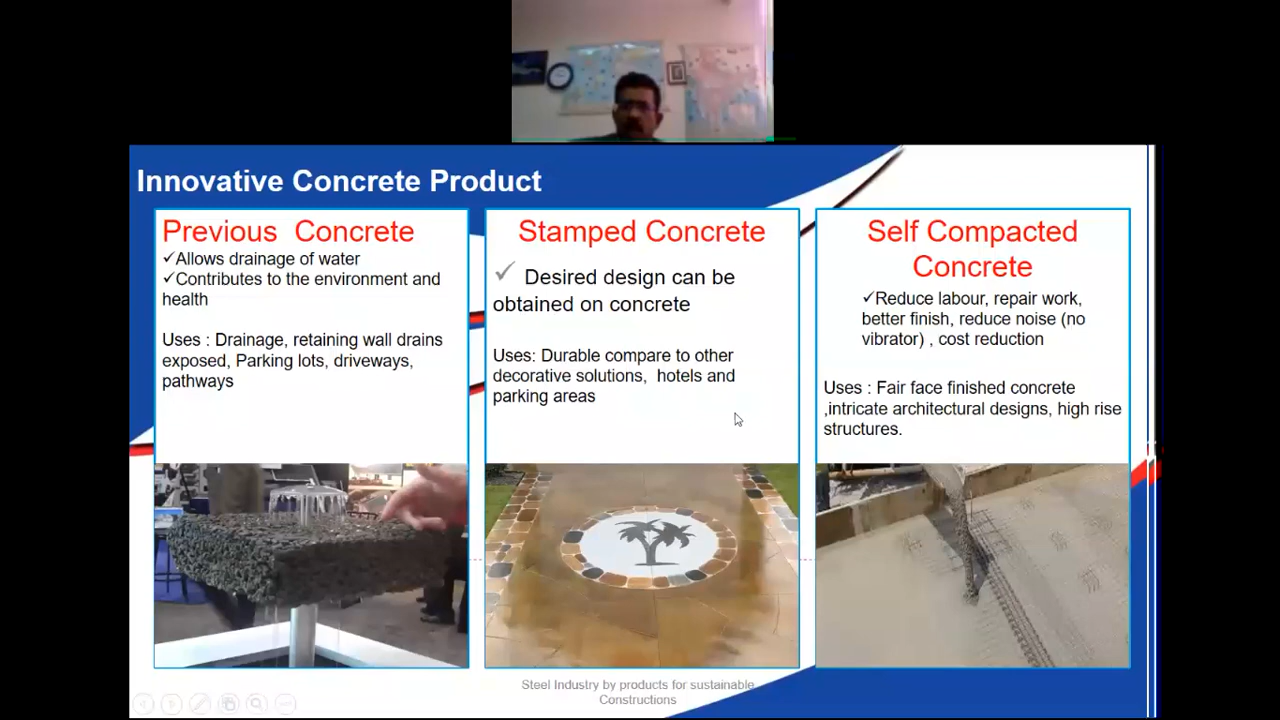 Innovative Concrete Product
Previous Concrete
✓Allows drainage of water
✓Contributes to the environment and
health
Uses : Drainage, retaining wall drains
exposed, Parking lots, driveways,
pathways
Stamped Concrete
✓ Desired design can be
obtained on concrete
Uses: Durable compare to other
decorative solutions, hotels and
parking areas
Self Compacted
Concrete
✓Reduce labour, repair work,
better finish, reduce noise (no
vibrator) , cost reduction
Uses : Fair face finished concrete
,intricate architectural designs, high rise
structures.
Steel Industry by products for sustainable
Constructions